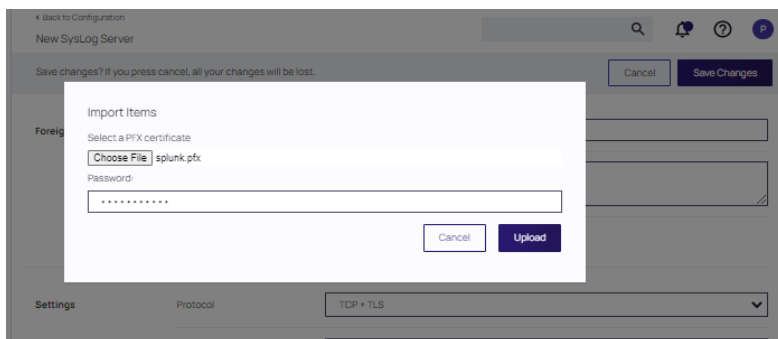 Back to Configuration
New SysLog Server
P
Save changes? If you press cancel, all your changes will be lost.
Cancel
Save Changes
Import Items
Foreig
Select a PFX certificate
Choose File splunk.pfx
Password:
Cancel
Upload
Settings
Protocol
TCP + TLS